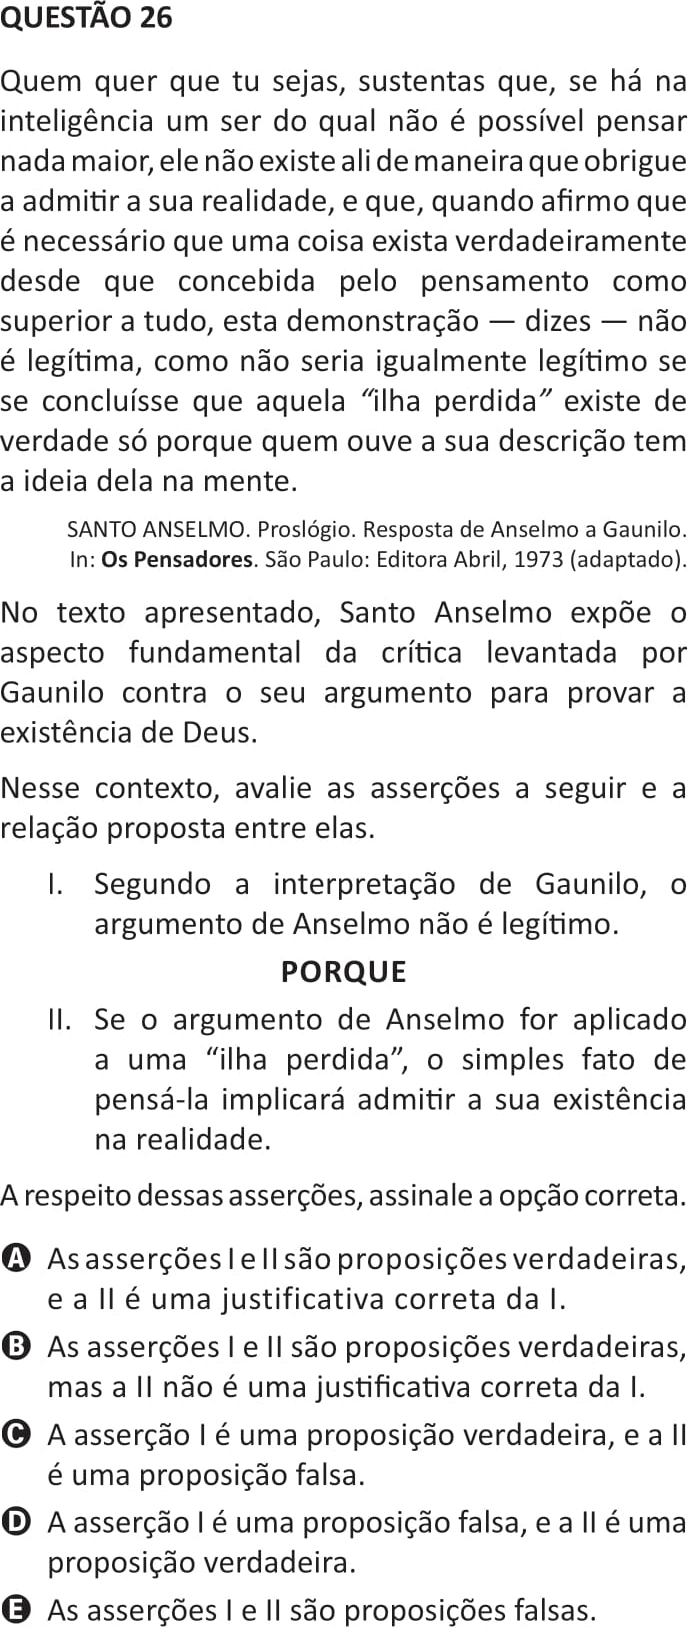 QUESTÃO 26
Quem quer que tu sejas, sustentas que, se há na
inteligência um ser do qual não é possível pensar
nada maior, ele não existe ali de maneira que obrigue
a admitir a sua realidade, e que, quando afirmo que
é necessário que uma coisa exista verdadeiramente
desde que concebida pelo pensamento como
superior a tudo, esta demonstração — dizes — não
é legítima, como não seria igualmente legítimo se
se concluísse que aquela “ilha perdida” existe de
verdade só porque quem ouve a sua descrição tem
a ideia dela na mente.
SANTO ANSELMO. Proslógio. Resposta de Anselmo a Gaunilo.
In: Os Pensadores. São Paulo: Editora Abril, 1973 (adaptado).
No texto apresentado, Santo Anselmo expõe o
aspecto fundamental da crítica levantada por
Gaunilo contra o seu argumento para provar a
existência de Deus.
Nesse contexto, avalie as asserções a seguir e a
relação proposta entre elas.
I. Segundo a interpretação de Gaunilo, o
argumento de Anselmo não é legítimo.
PORQUE
II. Se o argumento de Anselmo for aplicado
a uma “ilha perdida”, o simples fato de
pensá-la implicará admitir a sua existência
na realidade.
A respeito dessas asserções, assinale a opção correta.
A As asserções I e II são proposições verdadeiras,
e a II é uma justificativa correta da I.
B As asserções I e II são proposições verdadeiras,
mas a II não é uma justificativa correta da I.
C A asserção I é uma proposição verdadeira, e a II
é uma proposição falsa.
D A asserção I é uma proposição falsa, e a II é uma
proposição verdadeira.
E As asserções I e II são proposições falsas.